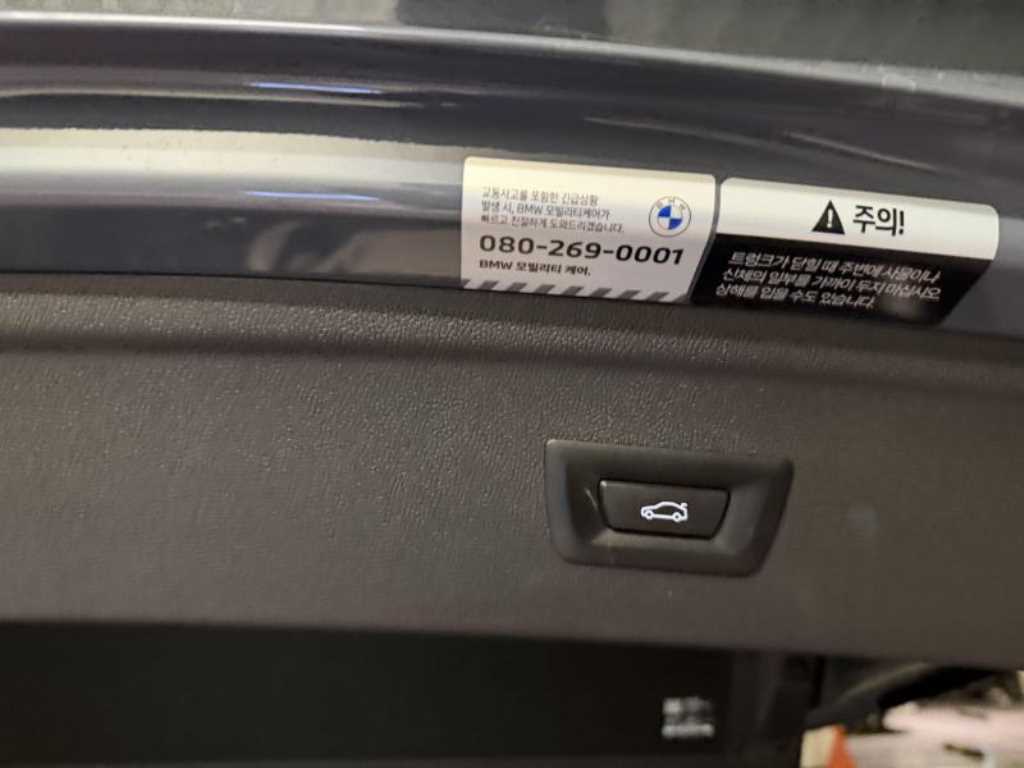 교통사고를 포함한 긴급상황
발생 시, BMW 모빌리티케어가
빠르고 친절하게 도와드리겠습니다.
080-269-0001
BMW 모빌리티 케어.
BMW
주의!
트렁크가 닫힐 때 주변에 사물이나
신체의 일부를 가까이 두지 마십시오
상해를 입을 수도 있습니다.